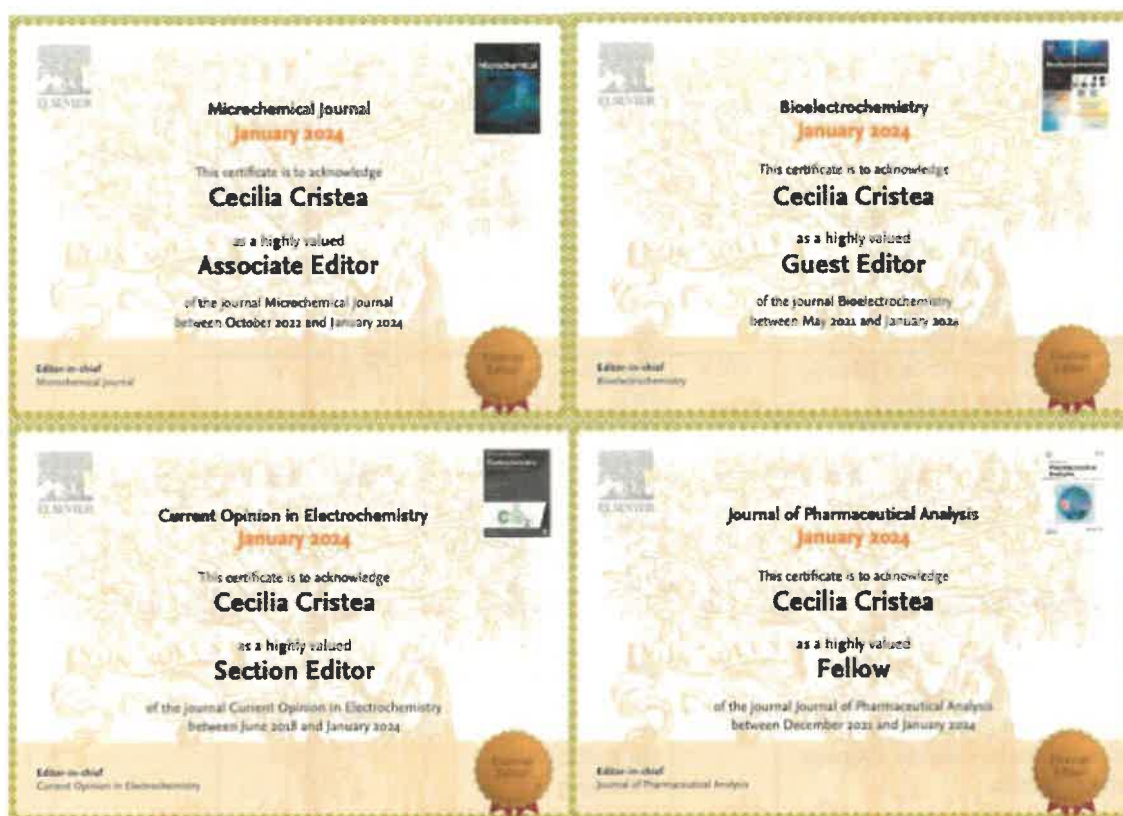 ELSEVIER
Microchemical
Microchemical Journal
January 2024
This certificate is to acknowledge
Cecilia Cristea
as a highly valued
Associate Editor
of the journal Microchemical Journal
between October 2022 and January 2024
Editor-in-chief
Microchemical Journal
ELSEVIER
Bioelectrochemistry
January 2024
This certificate is to acknowledge
Cecilia Cristea
as a highly valued
Guest Editor
of the journal Bioelectrochemistry
between May 2021 and January 2024
Editor-in-chief
Bioelectrochemistry
ELSEVIER
Electrochemistry
Current Opinion in Electrochemistry
January 2024
This certificate is to acknowledge
Cecilia Cristea
as a highly valued
Section Editor
of the journal Current Opinion in Electrochemistry
between June 2018 and January 2024
Editor-in-chief
Current Opinion in Electrochemistry
ELSEVIER
Pharmaceutical
Analysis
Journal of Pharmaceutical Analysis
January 2024
This certificate is to acknowledge
Cecilia Cristea
as a highly valued
Fellow
of the journal Journal of Pharmaceutical Analysis
between December 2021 and January 2024
Editor-in-chief
Journal of Pharmaceutical Analysis